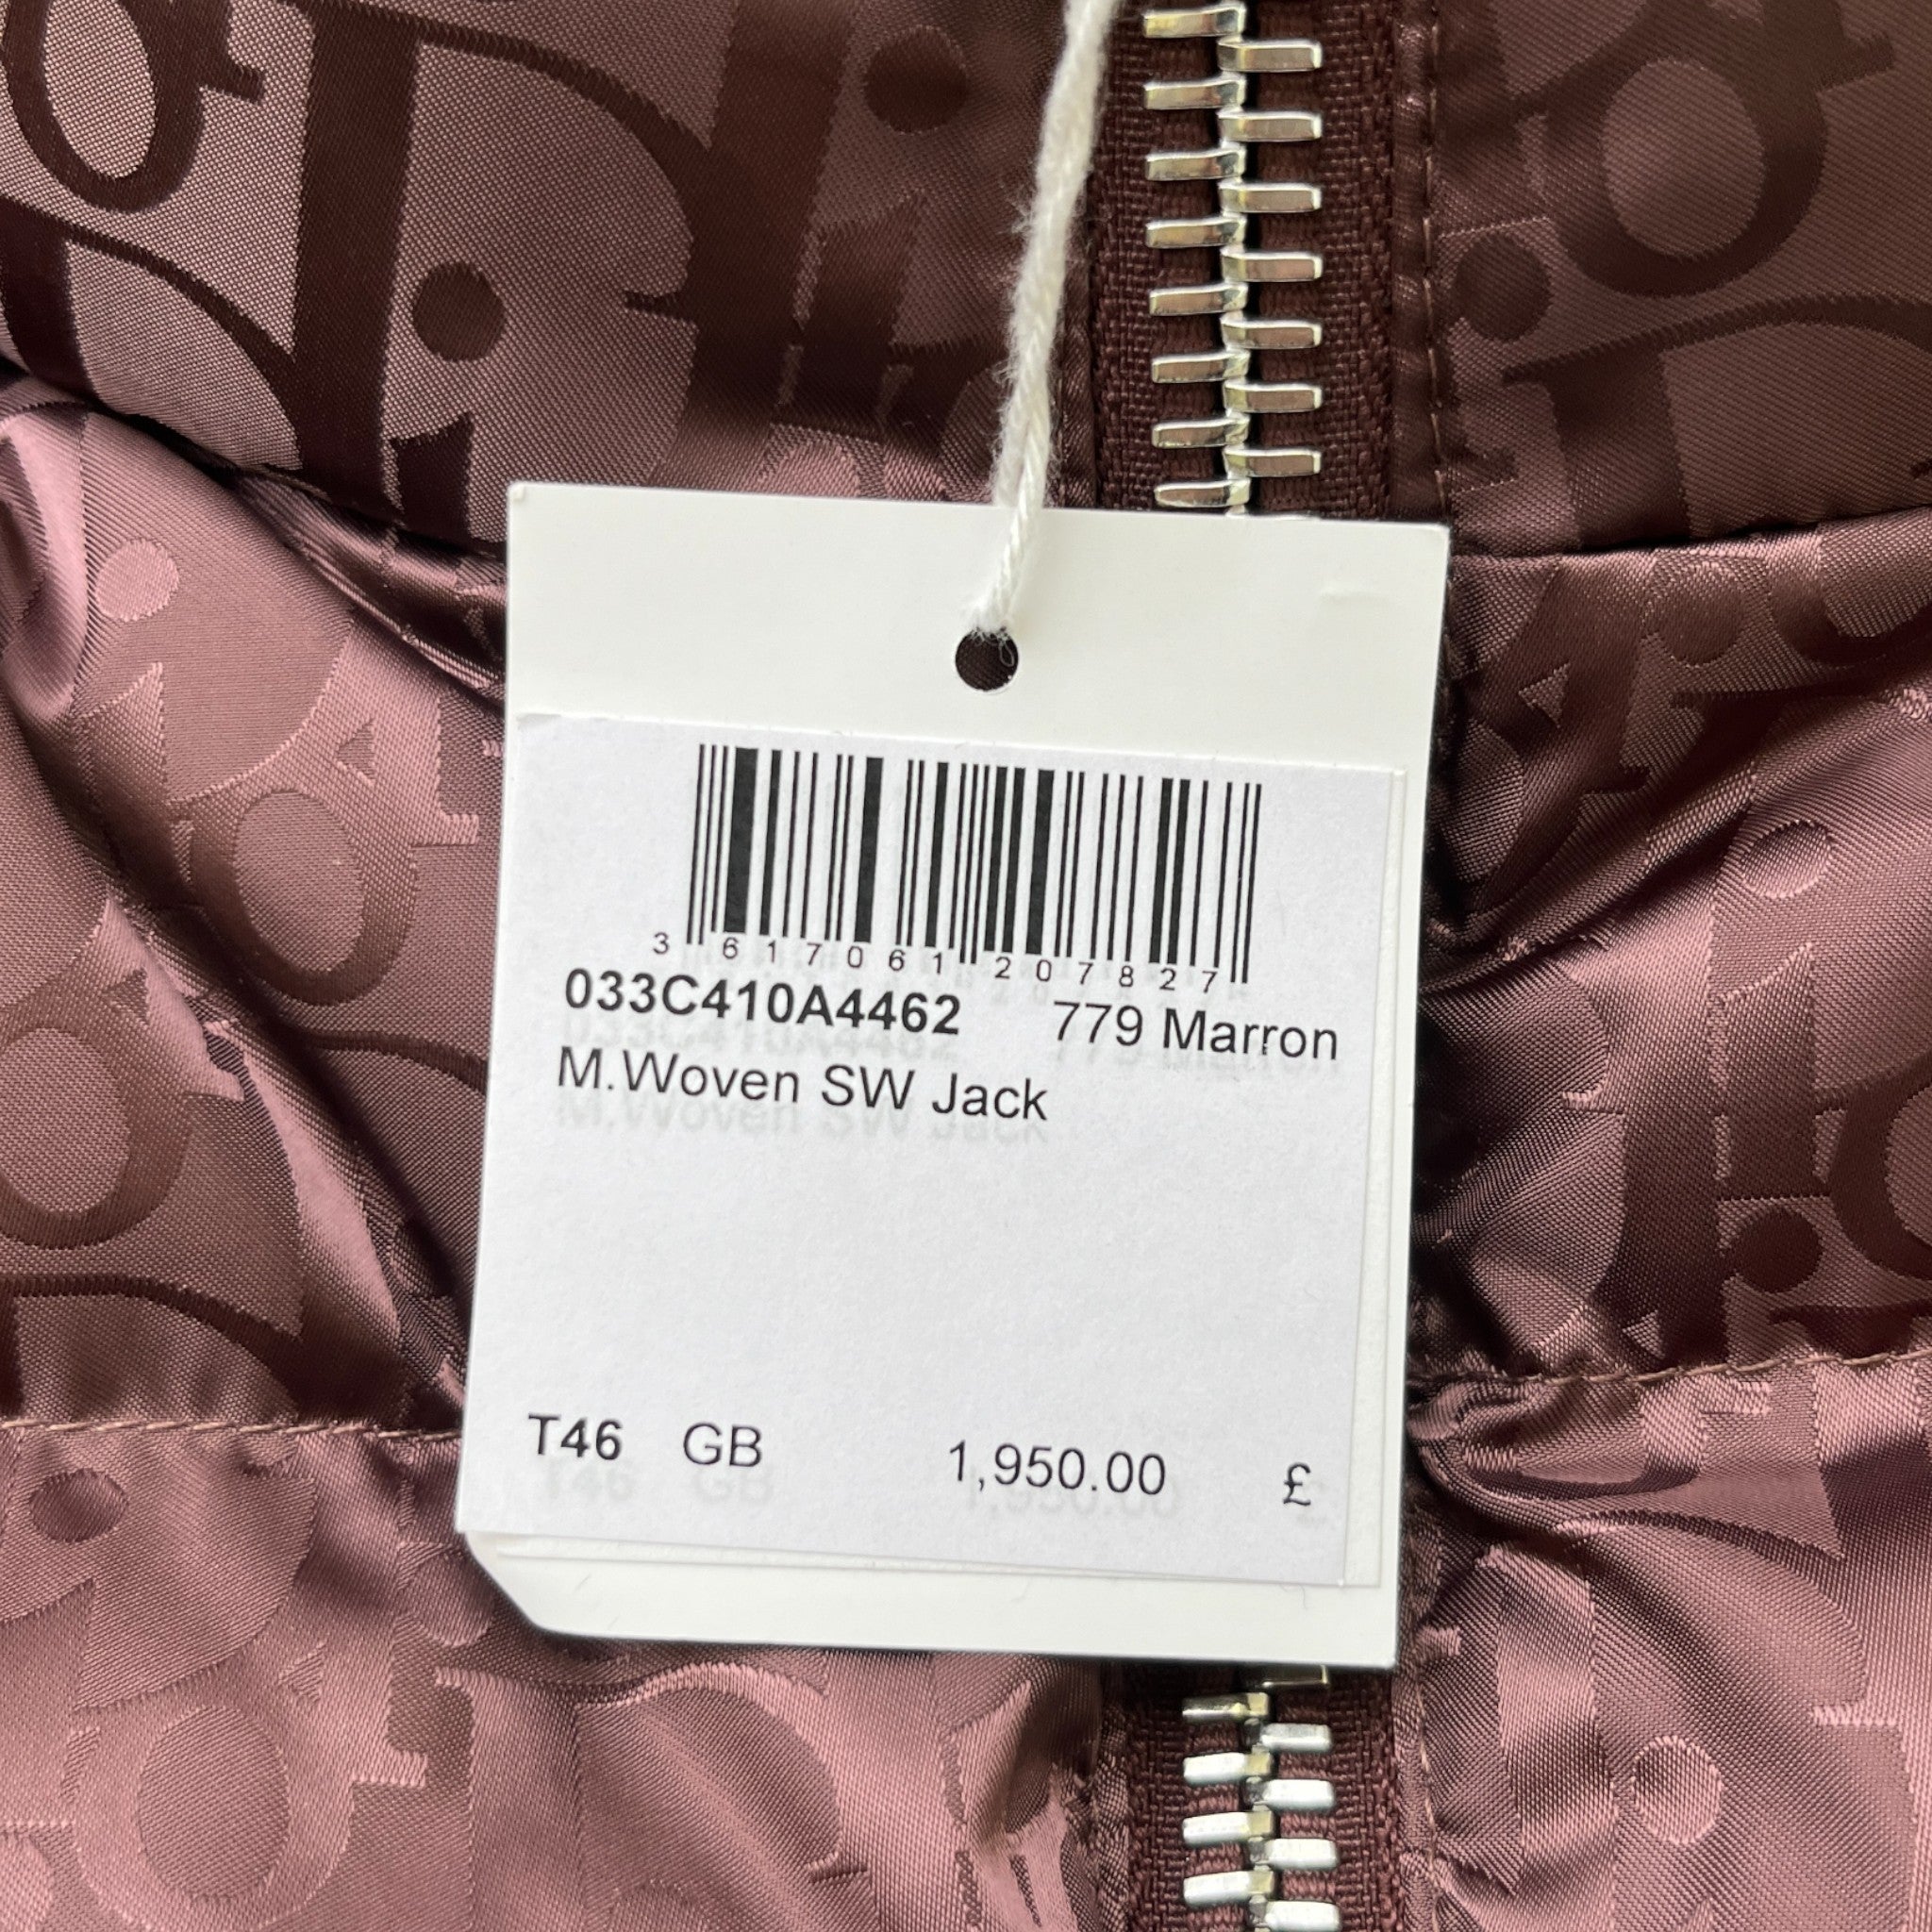 3 617061 207827
033C410A4462 779 Marron
M.Woven SW Jack
T46 GB 1,950.00 £